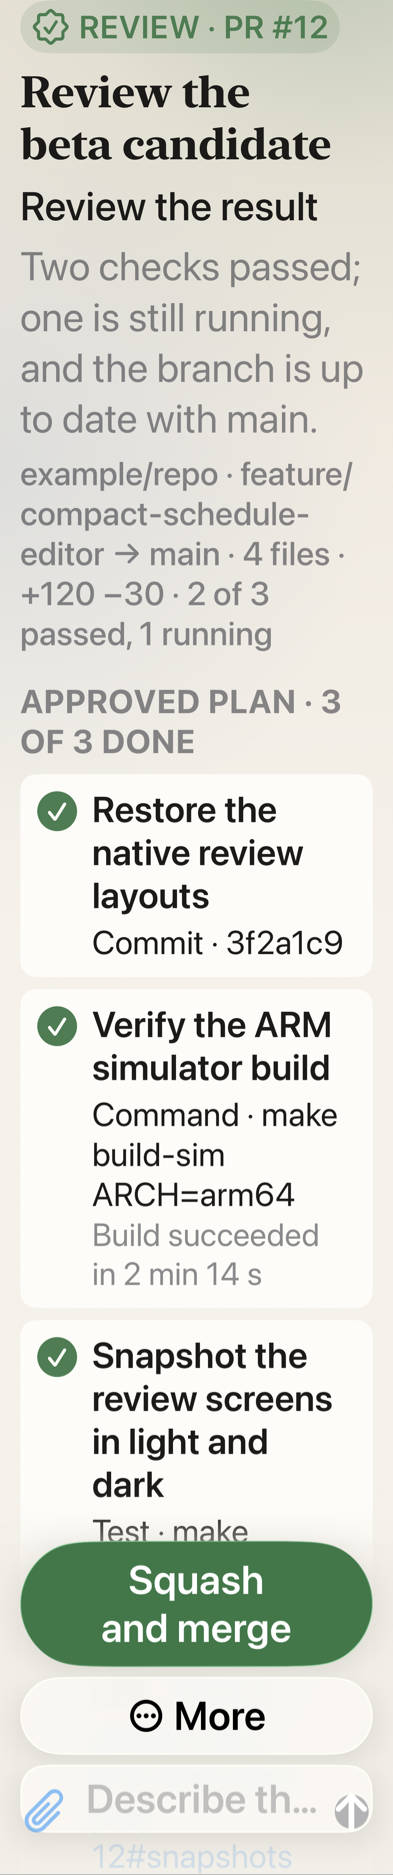 REVIEW · PR #12
Review the
beta candidate
Review the result
Two checks passed;
one is still running,
and the branch is up
to date with main.
example/repo · feature/
compact-schedule-
editor → main · 4 files ·
+120 −30 · 2 of 3
passed, 1 running
APPROVED PLAN · 3
OF 3 DONE
Restore the
native review
layouts
Commit · 3f2a1c9
Verify the ARM
simulator build
Command · make
build-sim
ARCH=arm64
Build succeeded
in 2 min 14 s
Snapshot the
review screens
in light and
dark
Test · make
Squash
and merge
More
Describe th...
12#snapshots